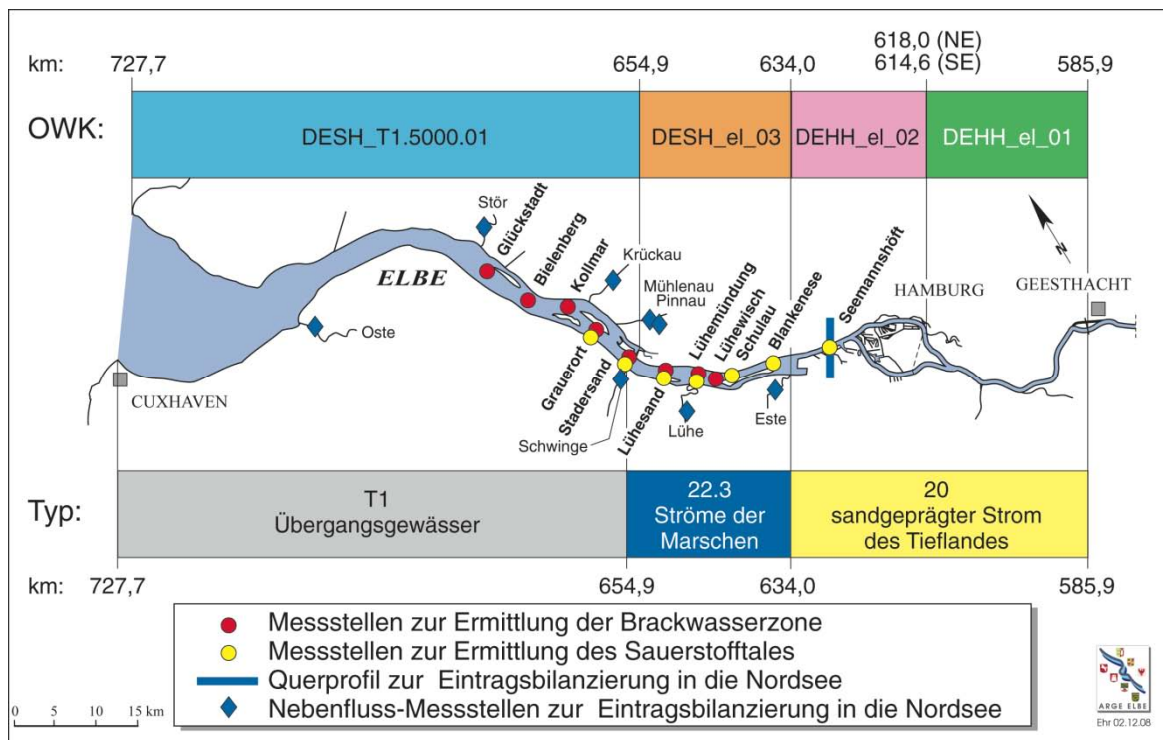 618,0 (NE)
km: 727,7 654,9 634,0 614,6 (SE) 585,9
OWK: DESH_T1.5000.01 DESH_el_03 DEHH_el_02 DEHH_el_01
Stör
Glückstadt
Bielenberg
Kollmar
Krückau
Mühlenau
Pinnau
Lühemündung
Lühewisch
Schulau
Blankenese
Seemannshöft
N
HAMBURG
GEESTHACHT
ELBE
Oste
CUXHAVEN
Grauerort
Stadersand
Schwinge
Lühesand
Lühe
Este
Typ:
T1
Übergangsgewässer
22.3
Ströme der
Marschen
20
sandgeprägter Strom
des Tieflandes
km: 727,7 654,9 634,0 585,9
Messstellen zur Ermittlung der Brackwasserzone
Messstellen zur Ermittlung des Sauerstofftales
Querprofil zur Eintragsbilanzierung in die Nordsee
Nebenfluss-Messstellen zur Eintragsbilanzierung in die Nordsee
0 5 10 15 km
ARGE ELBE
Ehr 02.12.08